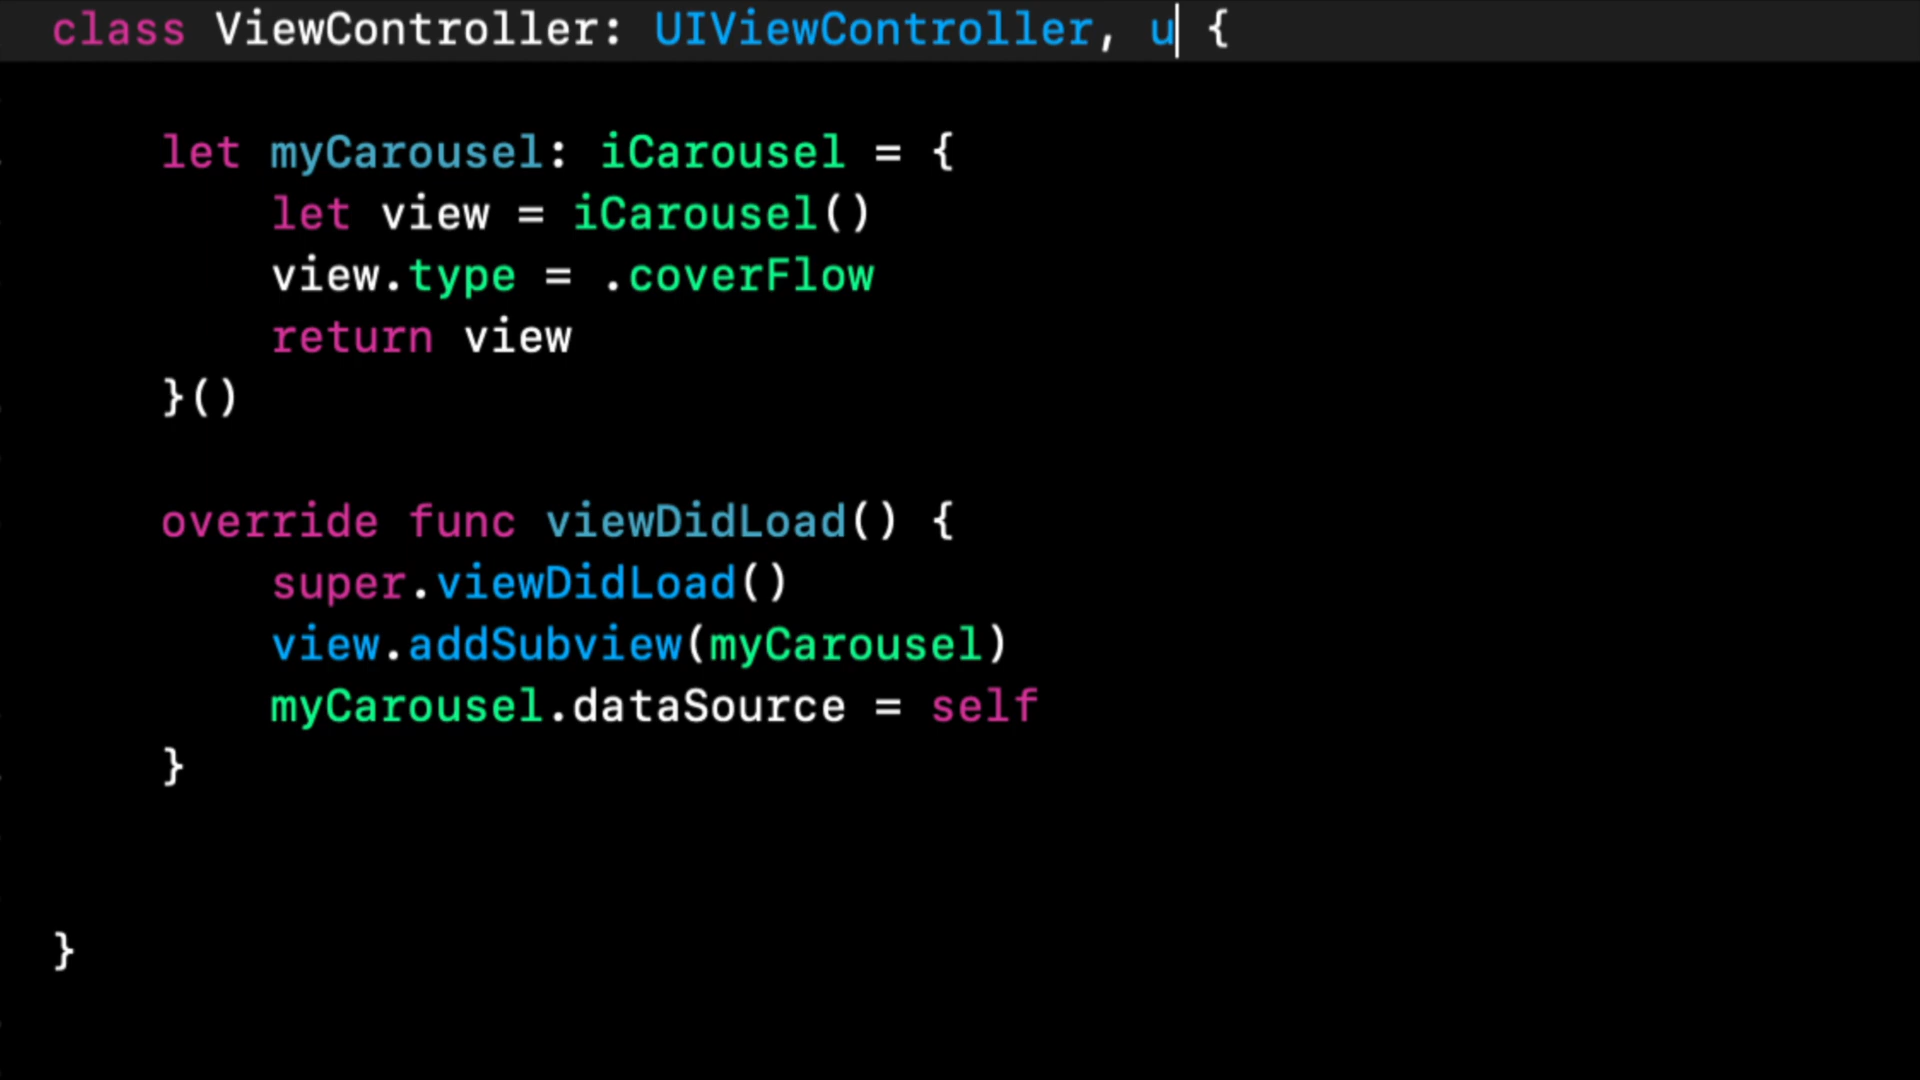 class ViewController: UIViewController, u {
let myCarousel: iCarousel = {
let view = iCarousel()
view.type = .coverFlow
return view
}()
override func viewDidLoad() {
super.viewDidLoad()
view.addSubview(myCarousel)
myCarousel.dataSource = self
}
}